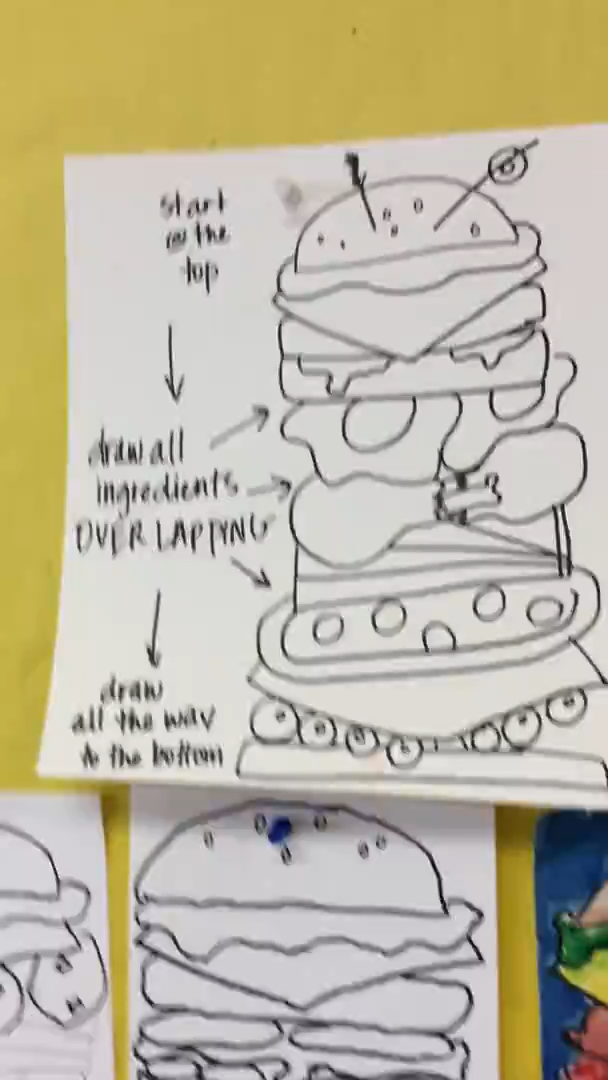 start
@ the
top
draw all
ingredients
OVERLAPPING
draw
all the way
to the bottom